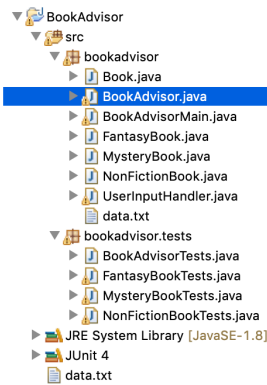 BookAdvisor
src
bookadvisor
Book.java
BookAdvisor.java
BookAdvisorMain.java
FantasyBook.java
MysteryBook.java
NonFictionBook.java
UserInputHandler.java
data.txt
bookadvisor.tests
BookAdvisorTests.java
FantasyBookTests.java
MysteryBookTests.java
NonFictionBookTests.java
JRE System Library [JavaSE-1.8]
JUnit 4
data.txt